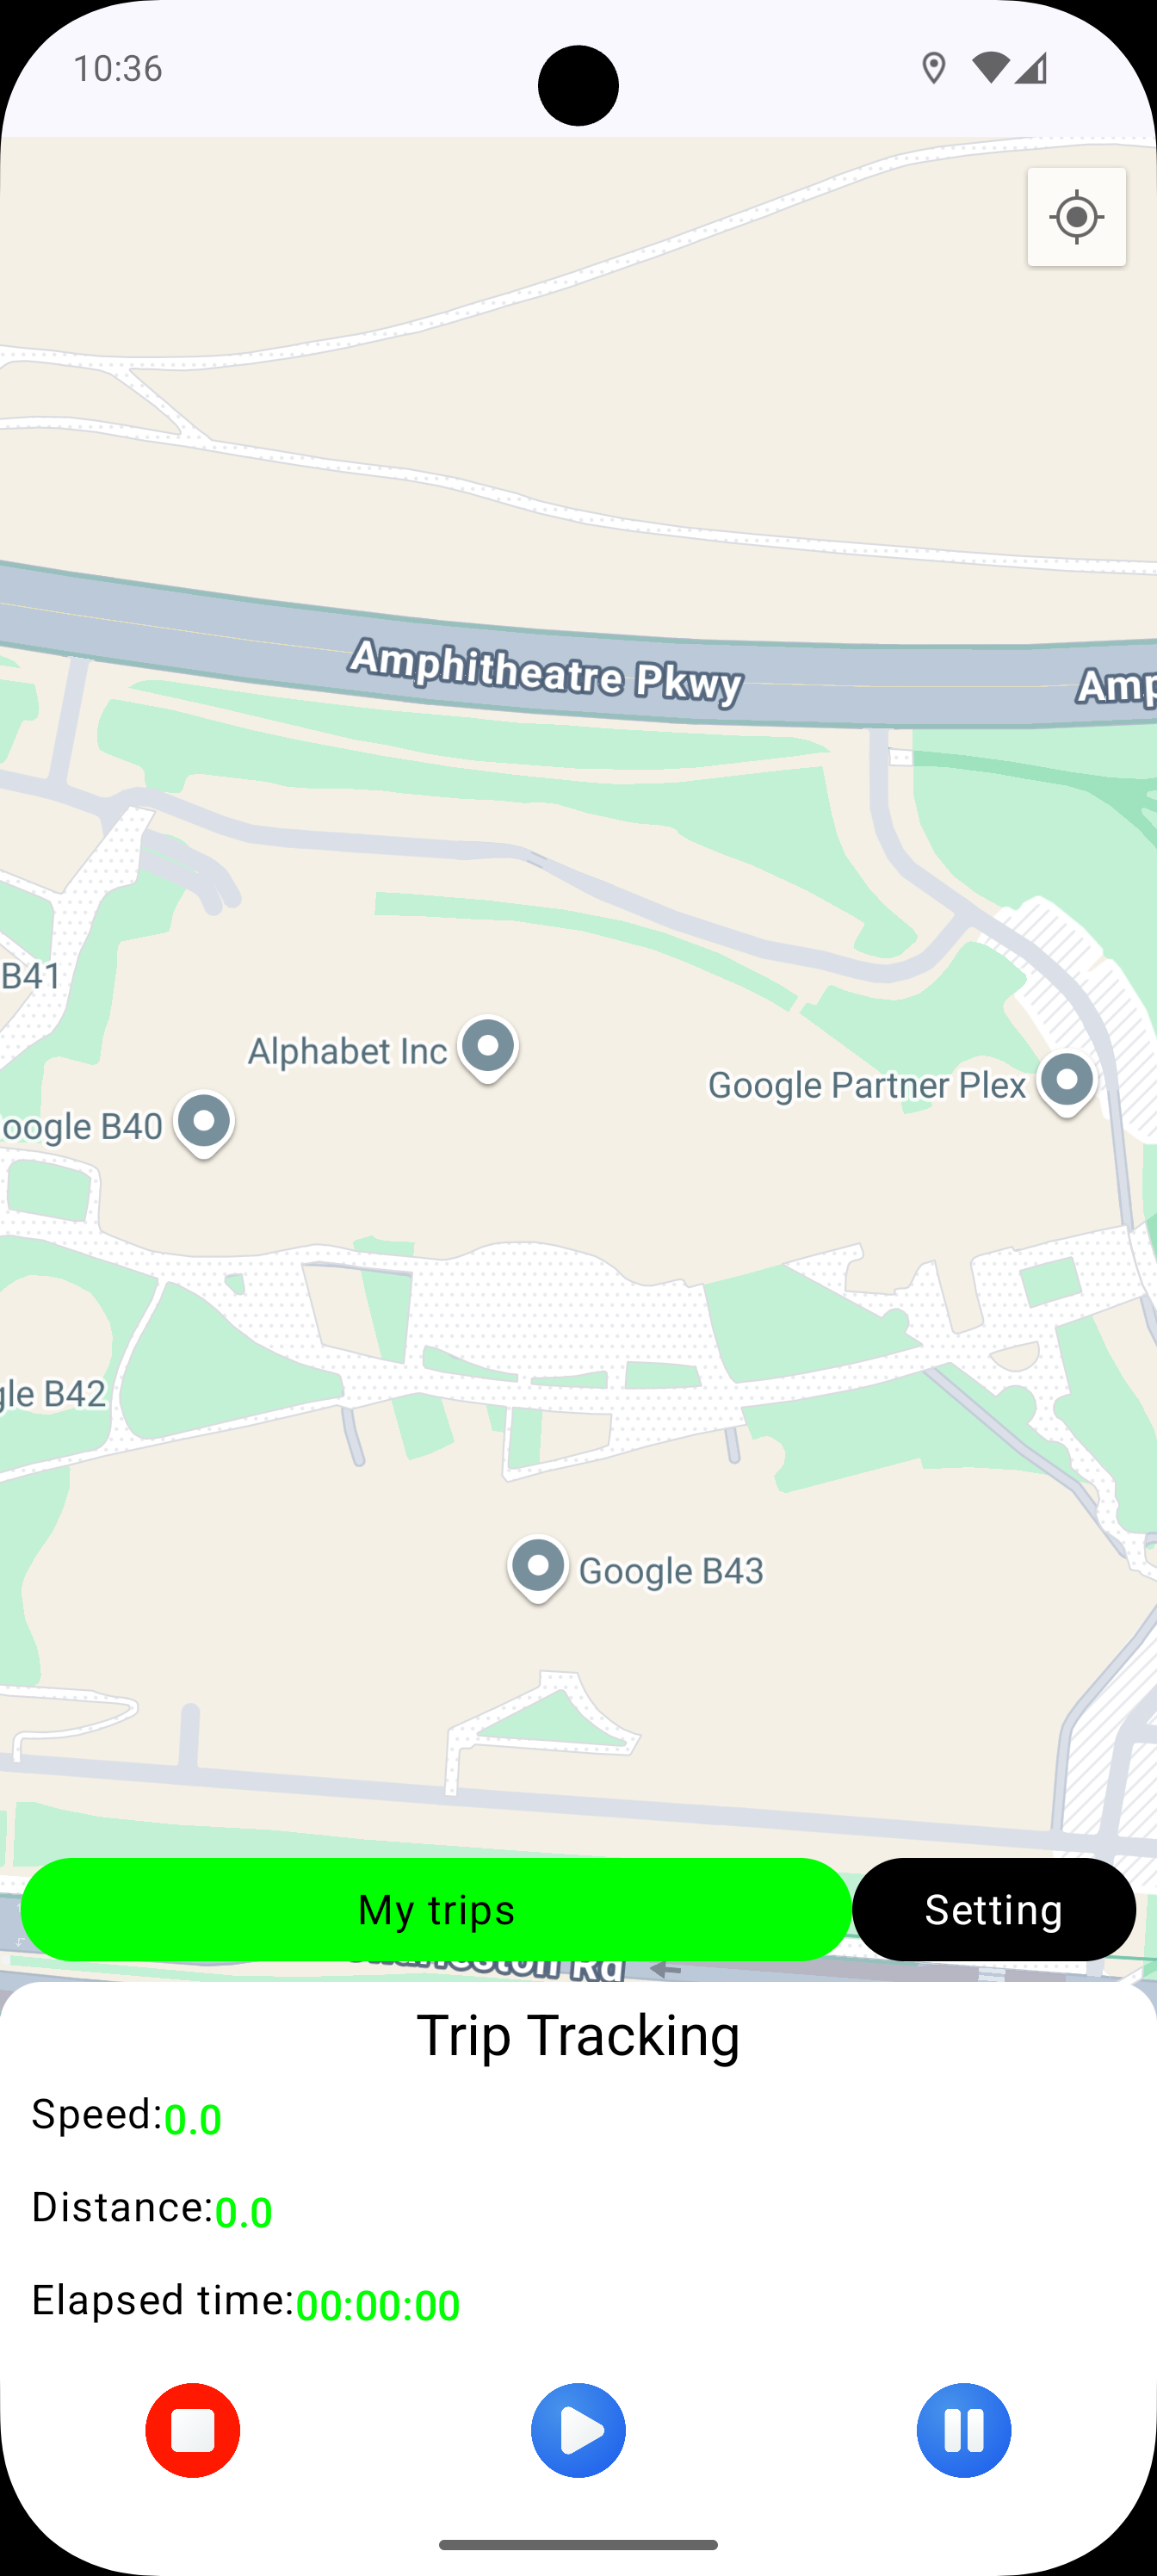 10:36
Amphitheatre Pkwy
Amp
B41
Alphabet Inc
Google Partner Plex
oogle B40
gle B42
Google B43
My trips
Setting
Rd
Trip Tracking
Speed:0.0
Distance:0.0
Elapsed time:00:00:00